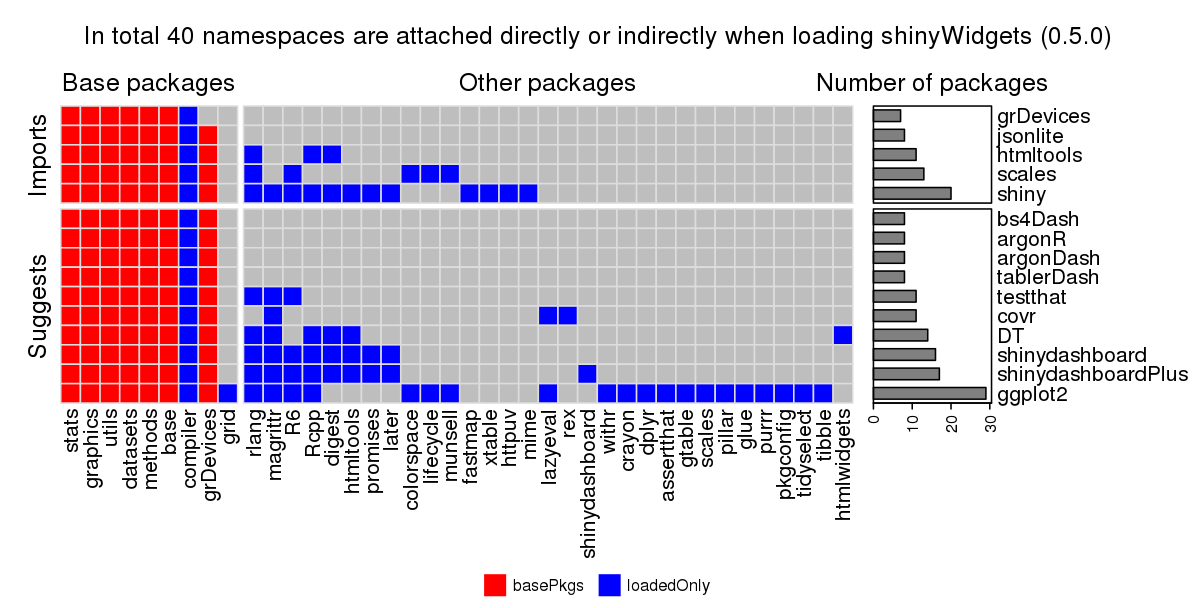 In total 40 namespaces are attached directly or indirectly when loading shinyWidgets (0.5.0)
Base packages
Other packages
Number of packages
Imports
grDevices
jsonlite
htmltools
scales
shiny
Suggests
bs4Dash
argonR
argonDash
tablerDash
testthat
covr
DT
shinydashboard
shinydashboardPlus
ggplot2
0
10
20
30
stats
graphics
utils
datasets
methods
base
compiler
grDevices
grid
rlang
magrittr
R6
Rcpp
digest
htmltools
promises
later
colorspace
lifecycle
munsell
fastmap
xtable
httpuv
mime
lazyeval
rex
shinydashboard
withr
crayon
dplyr
assertthat
gtable
scales
pillar
glue
purrr
pkgconfig
tidyselect
tibble
htmlwidgets
basePkgs
loadedOnly